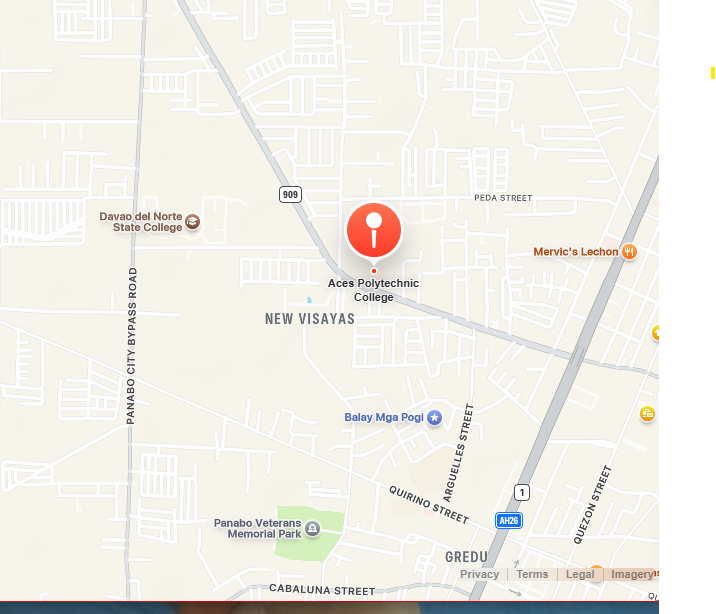 909
PEDA STREET
Davao del Norte
State College
Mervic's Lechon
Aces Polytechnic
College
NEW VISAYAS
PANABO CITY BYPASS ROAD
Balay Mga Pogi
ARGUELLES STREET
QUIRINO STREET
1
AH26
QUEZON STREET
Panabo Veterans
Memorial Park
GREDU
Privacy
Terms
Legal
Imagery
CABALUNA STREET